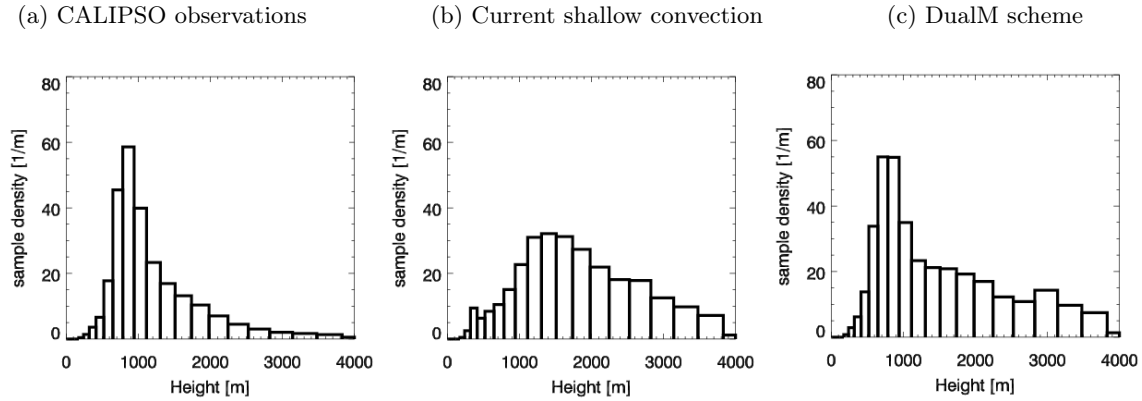 (a) CALIPSO observations
(b) Current shallow convection
(c) DualM scheme
80
60
40
20
0
sample density [1/m]
0 1000 2000 3000 4000
Height [m]
80
60
40
20
0
sample density [1/m]
0 1000 2000 3000 4000
Height [m]
80
60
40
20
0
sample density [1/m]
0 1000 2000 3000 4000
Height [m]